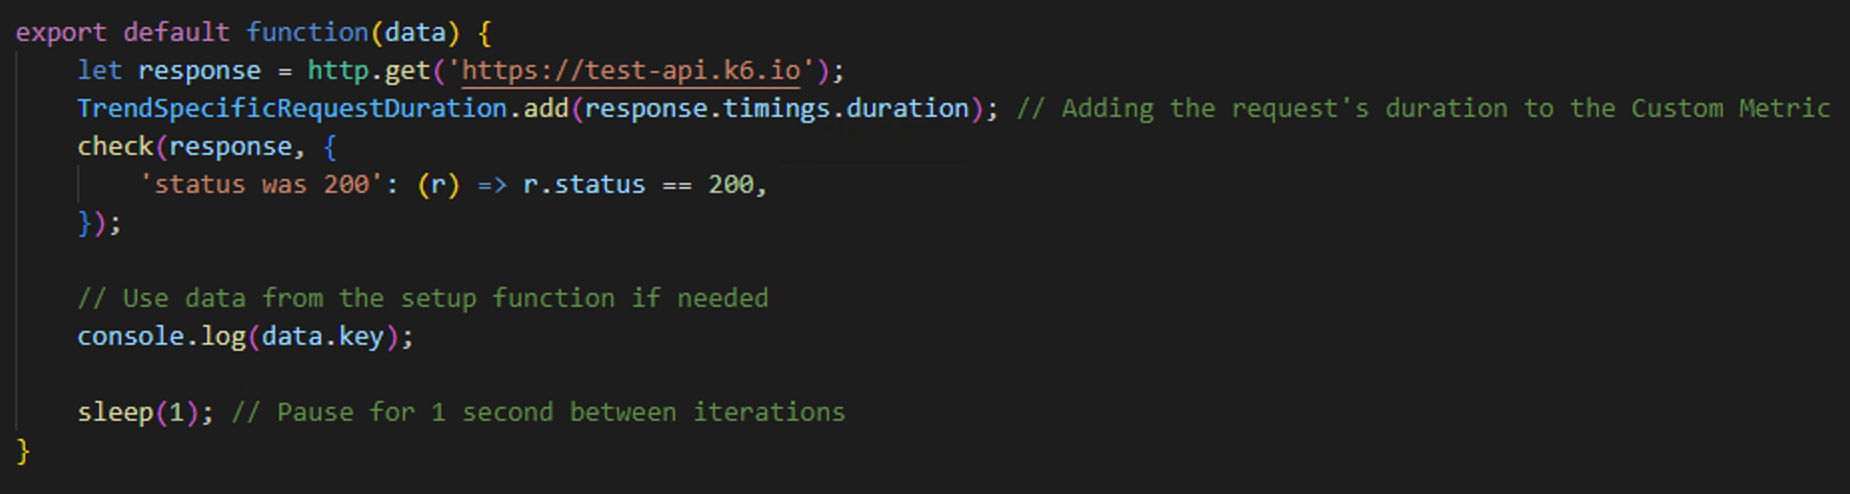 export default function(data) {
    let response = http.get('https://test-api.k6.io');
    TrendSpecificRequestDuration.add(response.timings.duration); // Adding the request's duration to the Custom Metric
    check(response, {
        'status was 200': (r) => r.status == 200,
    });

    // Use data from the setup function if needed
    console.log(data.key);

    sleep(1); // Pause for 1 second between iterations
}